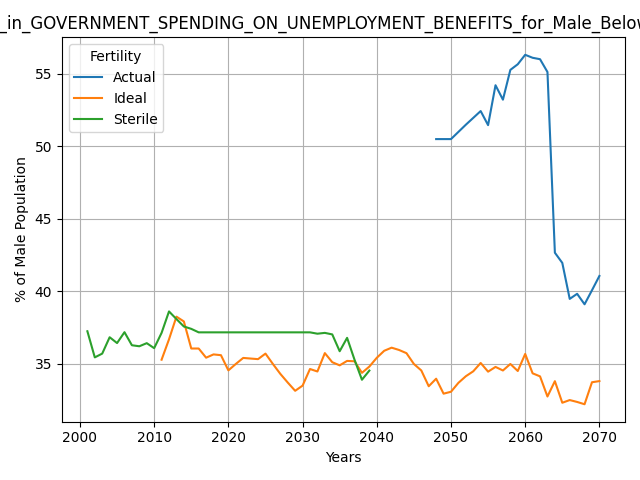 _in_GOVERNMENT_SPENDING_ON_UNEMPLOYMENT_BENEFITS_for_Male_Below
Fertility
Actual
Ideal
Sterile
% of Male Population
55
50
45
40
35
2000 2010 2020 2030 2040 2050 2060 2070
Years